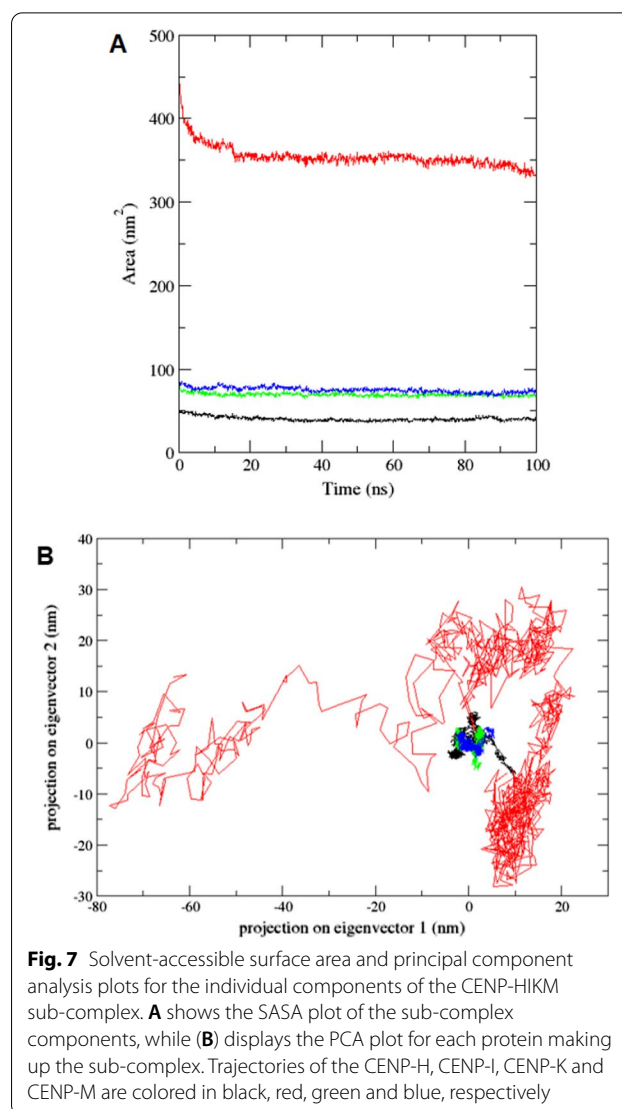 A
500
400
300
200
100
0
Area (nm²)
0 20 40 60 80 100
Time (ns)
B
40
30
20
10
0
-10
-20
-30
projection on eigenvector 2 (nm)
-80 -60 -40 -20 0 20
projection on eigenvector 1 (nm)
Fig. 7 Solvent-accessible surface area and principal component
analysis plots for the individual components of the CENP-HIKM
sub-complex. A shows the SASA plot of the sub-complex
components, while (B) displays the PCA plot for each protein making
up the sub-complex. Trajectories of the CENP-H, CENP-I, CENP-K and
CENP-M are colored in black, red, green and blue, respectively